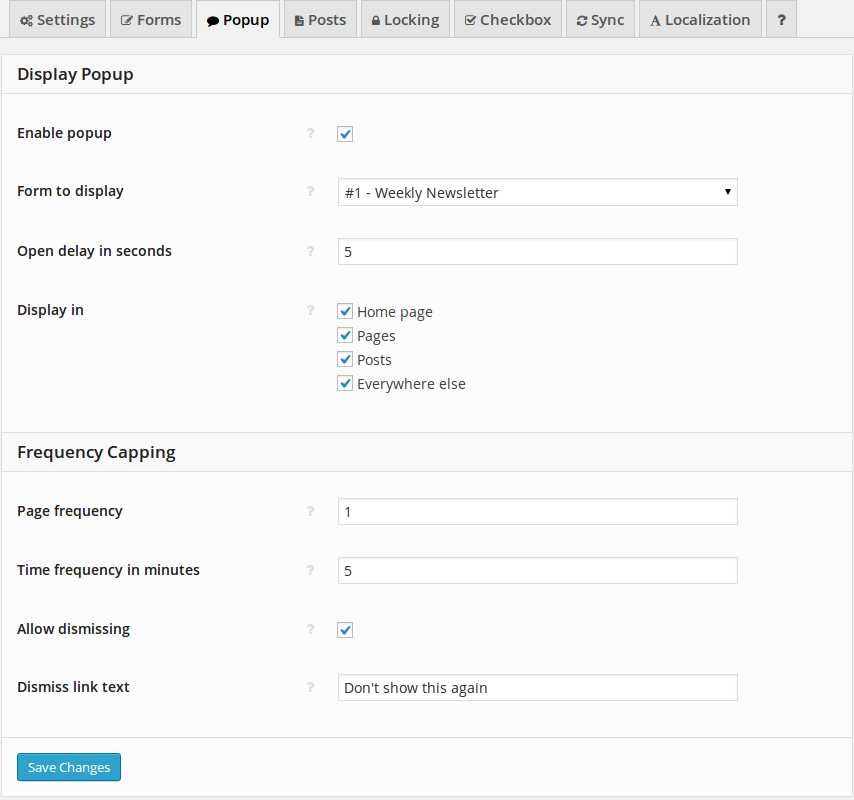 Settings Forms Popup Posts Locking Checkbox Sync Localization ?
Display Popup
Enable popup ?
Form to display ? #1 - Weekly Newsletter
Open delay in seconds ? 5
Display in ? Home page
Pages
Posts
Everywhere else
Frequency Capping
Page frequency ? 1
Time frequency in minutes ? 5
Allow dismissing ?
Dismiss link text ? Don't show this again
Save Changes